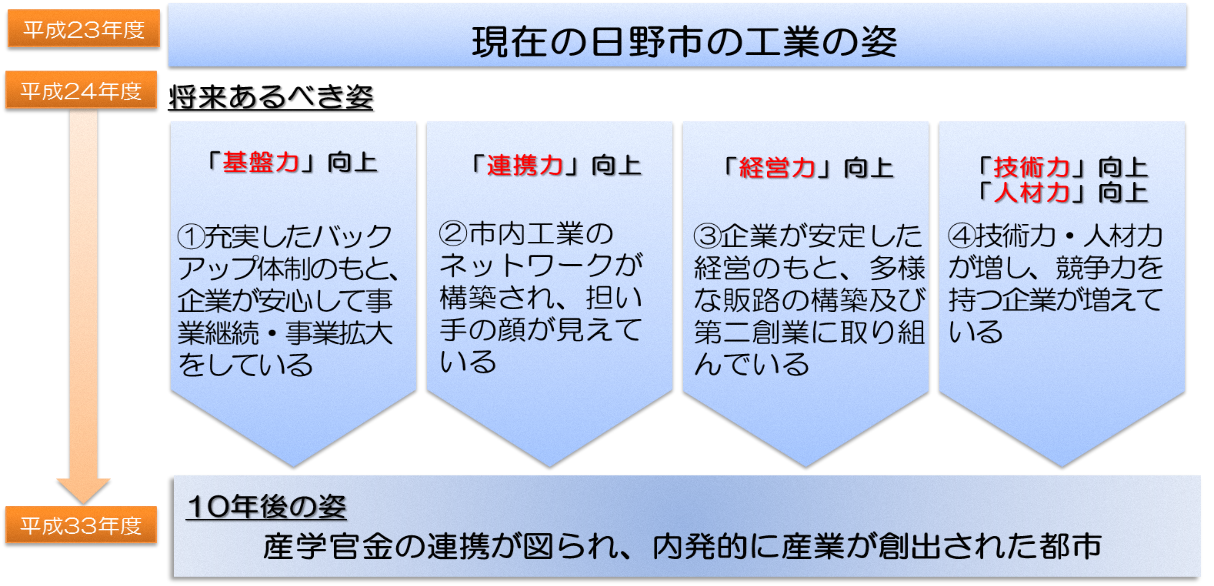 平成23年度
現在の日野市の工業の姿
平成24年度
将来あるべき姿
「基盤力」向上
①充実したバック
アップ体制のもと、
企業が安心して事
業継続・事業拡大
をしている
「連携力」向上
②市内工業の
ネットワークが
構築され、担い
手の顔が見えて
いる
「経営力」向上
③企業が安定した
経営のもと、多様
な販路の構築及び
第二創業に取り組
んでいる
「技術力」向上
「人材力」向上
④技術力・人材力
が増し、競争力を
持つ企業が増えて
いる
平成33年度
10年後の姿
産学官金の連携が図られ、内発的に産業が創出された都市